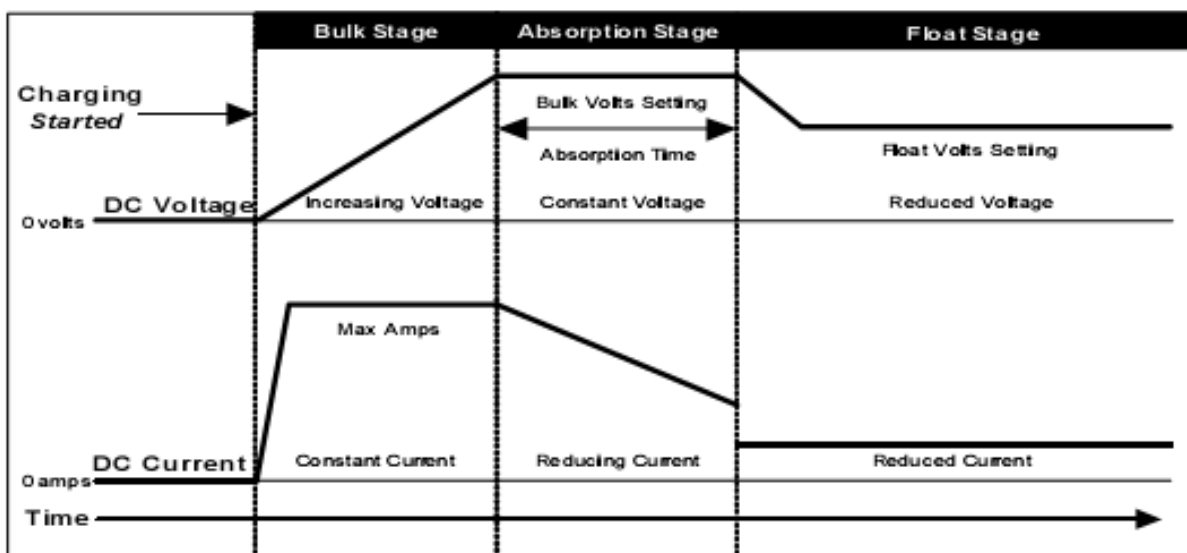 Bulk Stage
Absorption Stage
Float Stage
Charging
Started
Bulk Volts Setting
Absorption Time
Float Volts Setting
DC Voltage
Increasing Voltage
Constant Voltage
Reduced Voltage
0 volts
Max Amps
DC Current
Constant Current
Reducing Current
Reduced Current
0 amps
Time